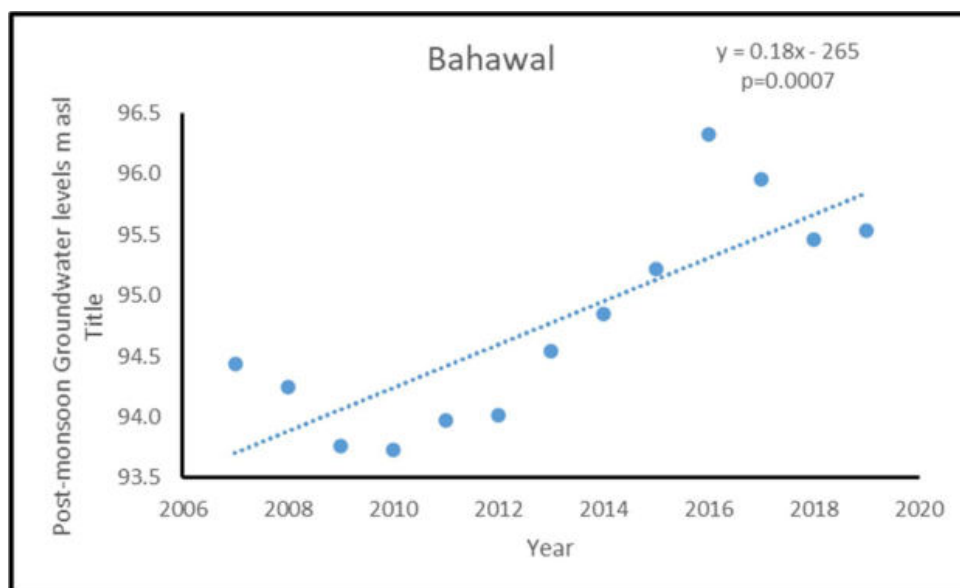 Bahawal
y = 0.18x - 265
p=0.0007
Post-monsoon Groundwater levels m asl
Title
96.5
96.0
95.5
95.0
94.5
94.0
93.5
2006 2008 2010 2012 2014 2016 2018 2020
Year